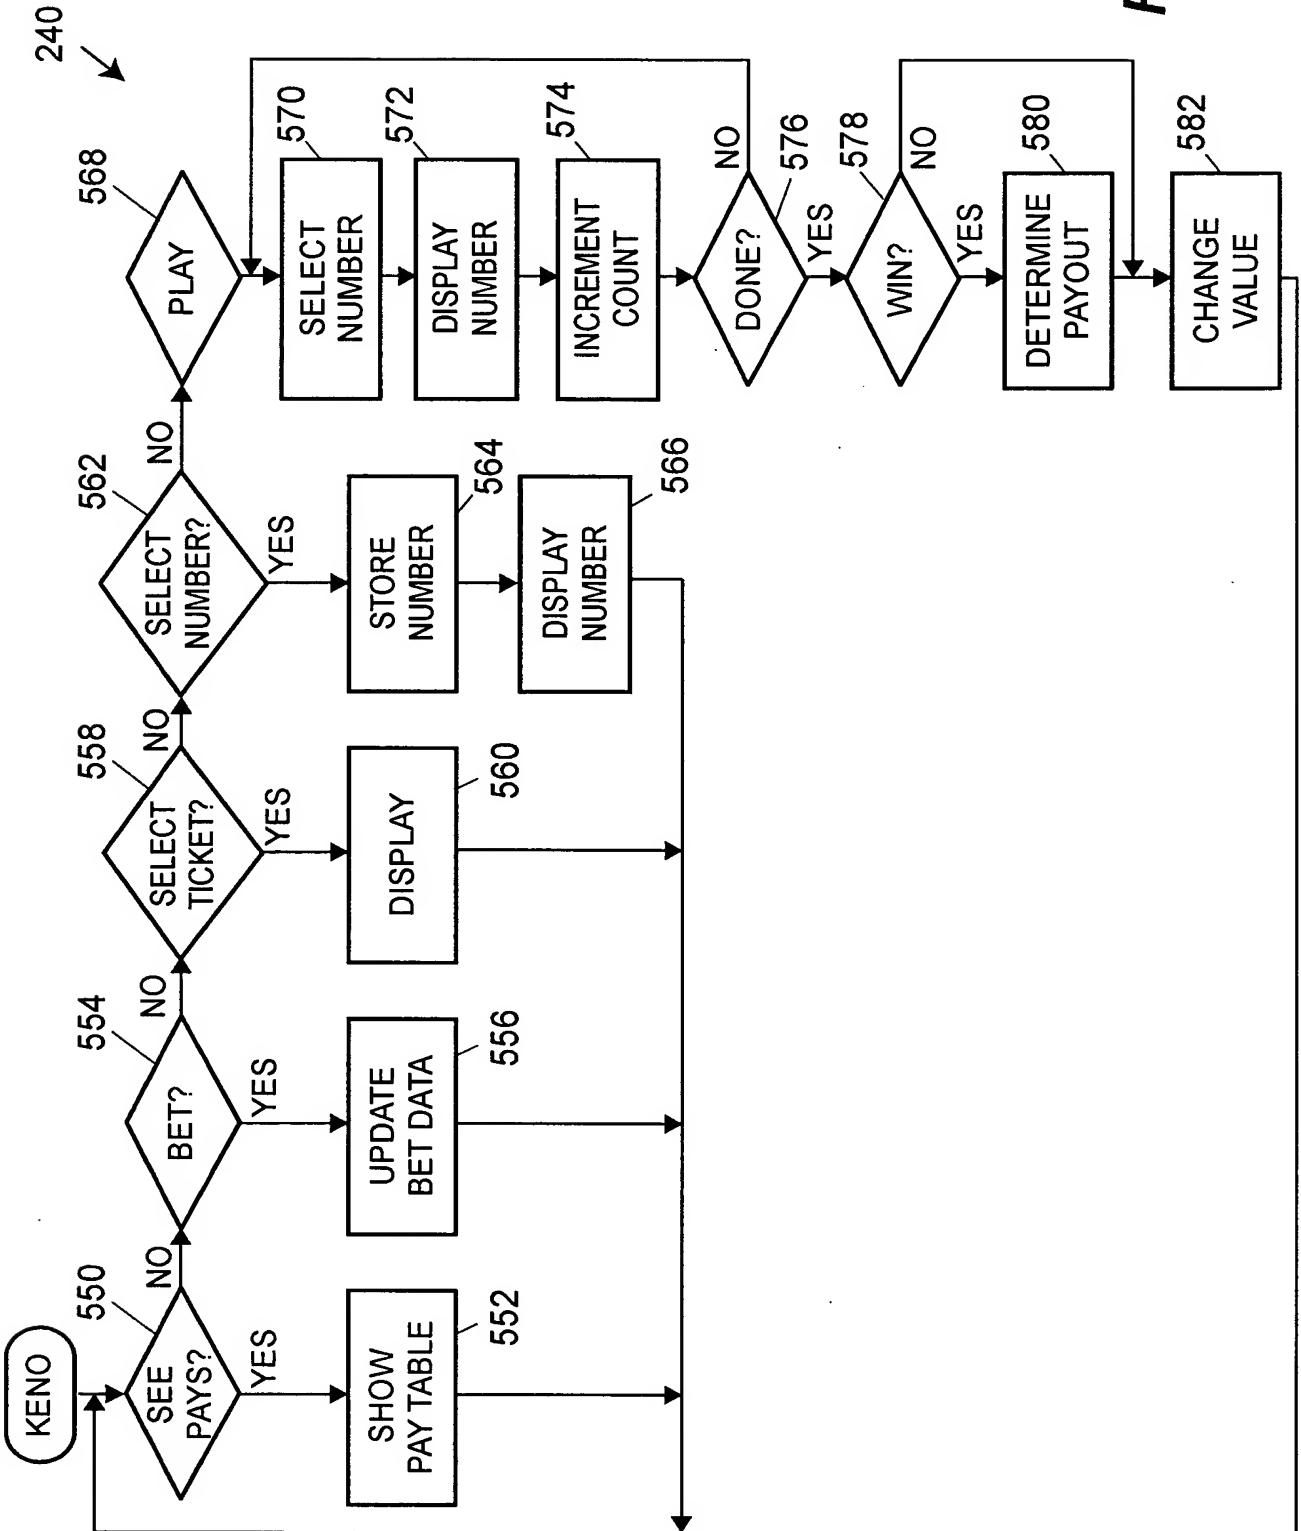 240
KENO
550
SEE
PAYS?
NO
YES
SHOW
PAY TABLE
552
554
BET?
NO
YES
UPDATE
BET DATA
556
558
SELECT
TICKET?
NO
YES
DISPLAY
560
562
SELECT
NUMBER?
NO
YES
STORE
NUMBER
564
DISPLAY
NUMBER
566
568
PLAY
570
SELECT
NUMBER
572
DISPLAY
NUMBER
574
INCREMENT
COUNT
DONE?
NO
576
YES
578
WIN?
NO
YES
580
DETERMINE
PAYOUT
582
CHANGE
VALUE